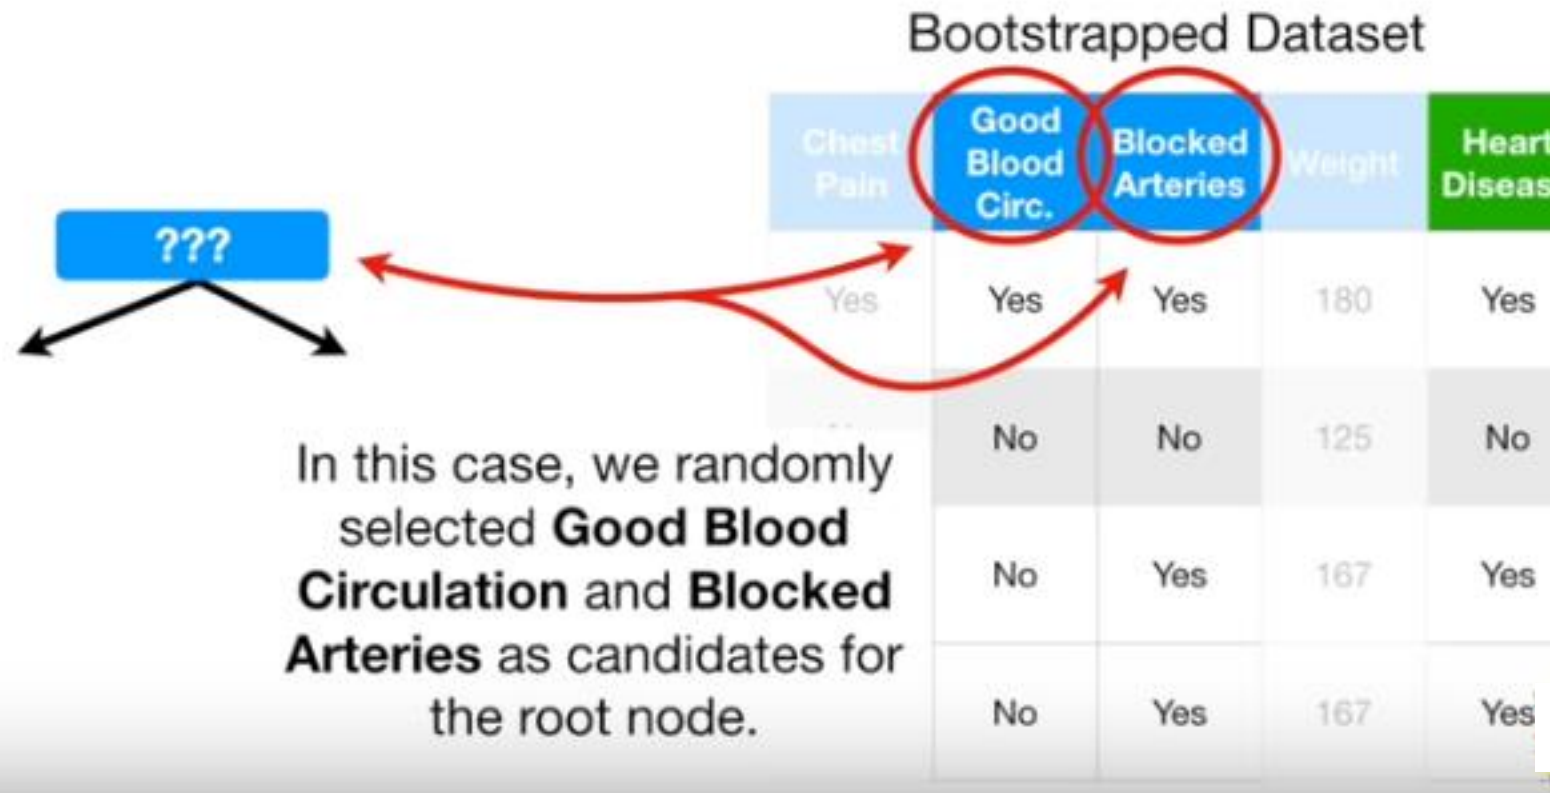 Bootstrapped Dataset
Chest Pain
Good Blood Circ.
Blocked Arteries
Weight
Heart Diseas
???
Yes Yes Yes 180 Yes
No No 125 No
No Yes 167 Yes
No Yes 167 Yes
In this case, we randomly
selected Good Blood
Circulation and Blocked
Arteries as candidates for
the root node.